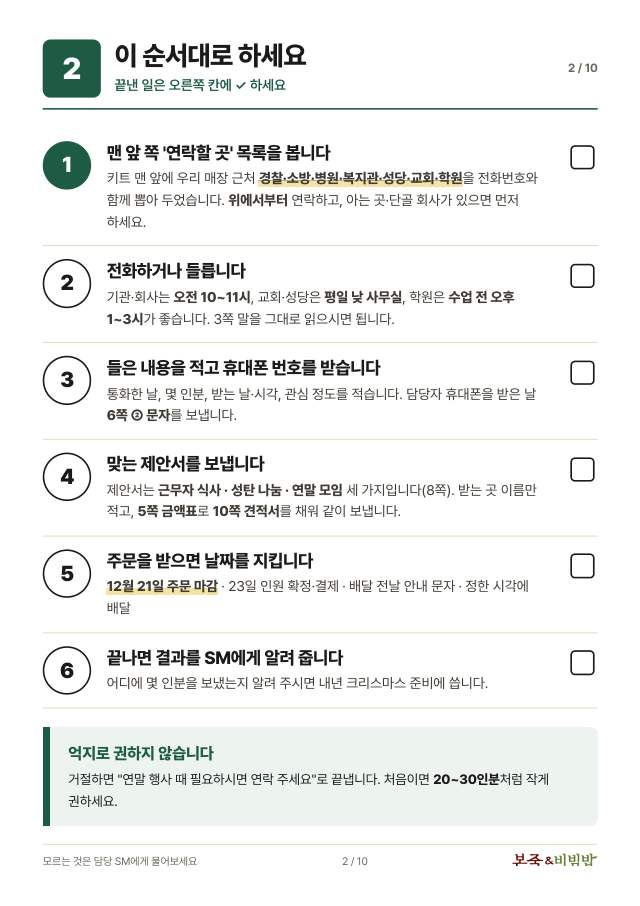 2
이 순서대로 하세요
끝낸 일은 오른쪽 칸에 ✓ 하세요
2 / 10
1
맨 앞 쪽 '연락할 곳' 목록을 봅니다
키트 맨 앞에 우리 매장 근처 경찰·소방·병원·복지관·성당·교회·학원을 전화번호와
함께 뽑아 두었습니다. 위에서부터 연락하고, 아는 곳·단골 회사가 있으면 먼저
하세요.
2
전화하거나 들릅니다
기관·회사는 오전 10~11시, 교회·성당은 평일 낮 사무실, 학원은 수업 전 오후
1~3시가 좋습니다. 3쪽 말을 그대로 읽으시면 됩니다.
3
들은 내용을 적고 휴대폰 번호를 받습니다
통화한 날, 몇 인분, 받는 날·시각, 관심 정도를 적습니다. 담당자 휴대폰을 받은 날
6쪽 ② 문자를 보냅니다.
4
맞는 제안서를 보냅니다
제안서는 근무자 식사 · 성탄 나눔 · 연말 모임 세 가지입니다(8쪽). 받는 곳 이름만
적고, 5쪽 금액표로 10쪽 견적서를 채워 같이 보냅니다.
5
주문을 받으면 날짜를 지킵니다
12월 21일 주문 마감 · 23일 인원 확정·결제 · 배달 전날 안내 문자 · 정한 시각에
배달
6
끝나면 결과를 SM에게 알려 줍니다
어디에 몇 인분을 보냈는지 알려 주시면 내년 크리스마스 준비에 씁니다.
억지로 권하지 않습니다
거절하면 "연말 행사 때 필요하시면 연락 주세요"로 끝냅니다. 처음이면 20~30인분처럼 작게
권하세요.
모르는 것은 담당 SM에게 물어보세요
2 / 10
본죽&비빔밥